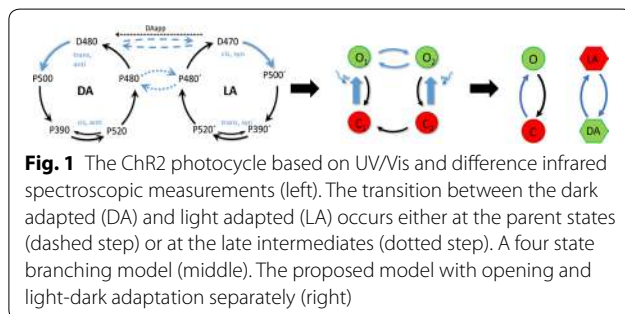 DAapp
D480
D470
trans,
anti
cis, syn
P500
P500´
DA
P480
P480´
LA
cis, anti
trans, syn
P390
P520
P520´
P390´
O₁
O₂
C₁
C₂
O
C
LA
DA
Fig. 1 The ChR2 photocycle based on UV/Vis and difference infrared
spectroscopic measurements (left). The transition between the dark
adapted (DA) and light adapted (LA) occurs either at the parent states
(dashed step) or at the late intermediates (dotted step). A four state
branching model (middle). The proposed model with opening and
light-dark adaptation separately (right)